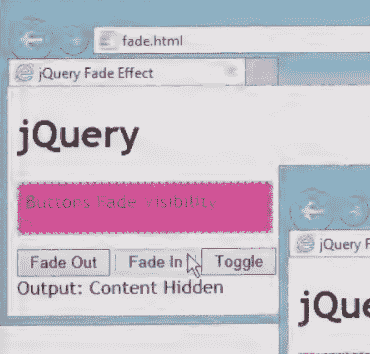 fade.html
jQuery Fade Effect
jQuery
Buttons Fade Visibility
Fade Out
Fade In
Toggle
Output: Content Hidden
jQuery F
jQue